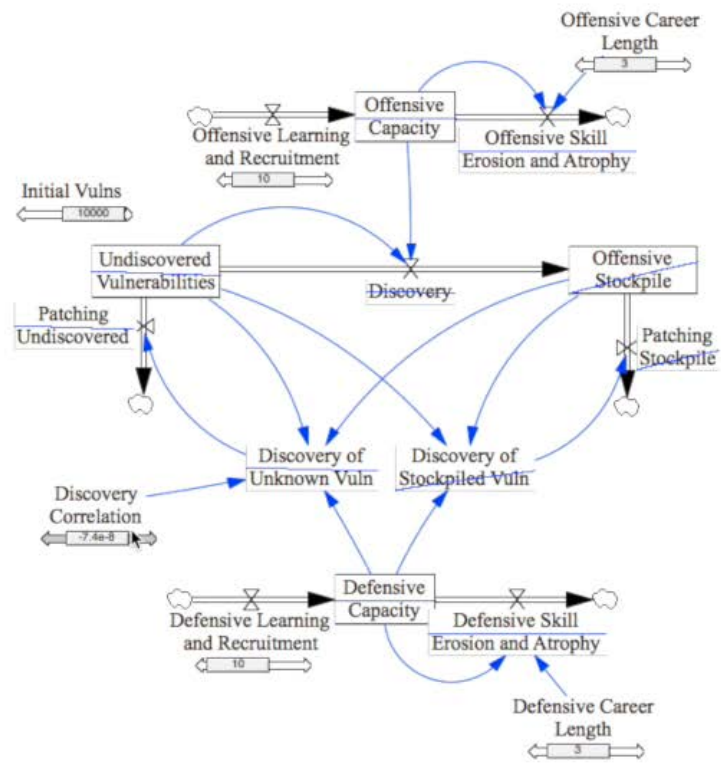 Offensive Career
Length
3
Offensive
Capacity
Offensive Learning
and Recruitment
10
Offensive Skill
Erosion and Atrophy
Initial Vulns
10000
Undiscovered
Vulnerabilities
Discovery
Offensive
Stockpile
Patching
Undiscovered
Patching
Stockpile
Discovery of
Unknown Vuln
Discovery of
Stockpiled Vuln
Discovery
Correlation
-7.4e-8
Defensive
Capacity
Defensive Learning
and Recruitment
10
Defensive Skill
Erosion and Atrophy
Defensive Career
Length
3